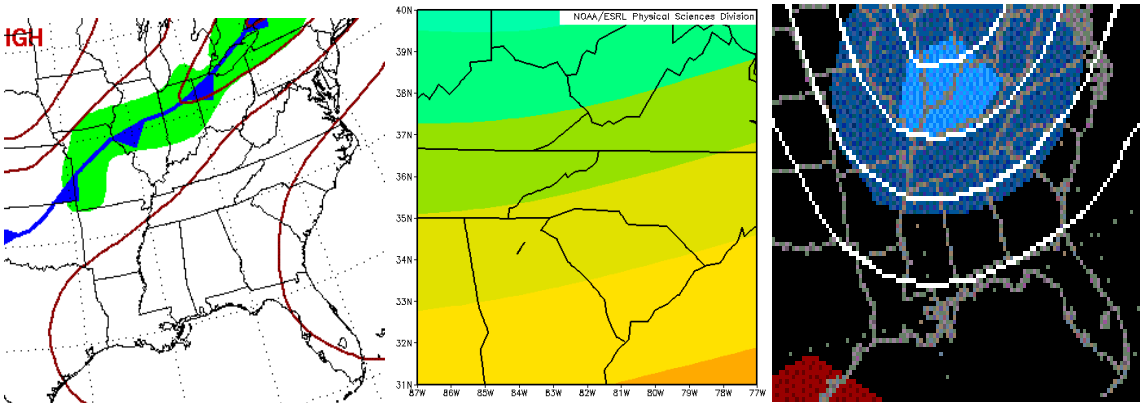 IGH
NOAA/ESRL Physical Sciences Division
40N
39N
38N
37N
36N
35N
34N
33N
32N
31N
87W 86W 85W 84W 83W 82W 81W 80W 79W 78W 77W